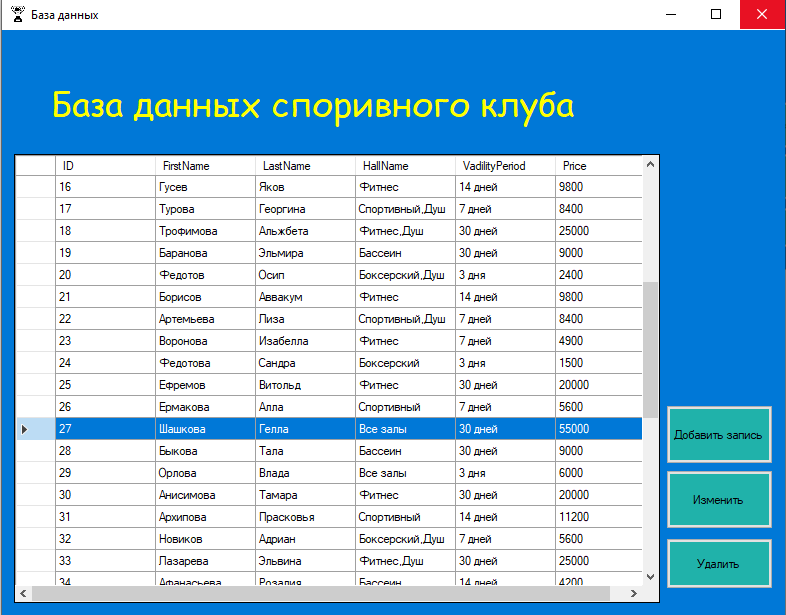 База данных
База данных споривного клуба
ID FirstName LastName HallName VadilityPeriod Price
16 Гусев Яков Фитнес 14 дней 9800
17 Турова Георгина Спортивный,Душ 7 дней 8400
18 Трофимова Альжбета Фитнес,Душ 30 дней 25000
19 Баранова Эльмира Бассеин 30 дней 9000
20 Федотов Осип Боксерский,Душ 3 дня 2400
21 Борисов Аввакум Фитнес 14 дней 9800
22 Артемьева Лиза Спортивный,Душ 7 дней 8400
23 Воронова Изабелла Фитнес 7 дней 4900
24 Федотова Сандра Боксерский 3 дня 1500
25 Ефремов Витольд Фитнес 30 дней 20000
26 Ермакова Алла Спортивный 7 дней 5600
27 Шашкова Гелла Все залы 30 дней 55000
28 Быкова Тала Бассеин 30 дней 9000
29 Орлова Влада Все залы 3 дня 6000
30 Анисимова Тамара Фитнес 30 дней 20000
31 Архипова Прасковья Спортивный 14 дней 11200
32 Новиков Адриан Боксерский,Душ 7 дней 5600
33 Лазарева Эльвина Фитнес,Душ 30 дней 25000
34 Афанасьева Розалия Бассеин 14 дней 4200
Добавить запись
Изменить
Удалить